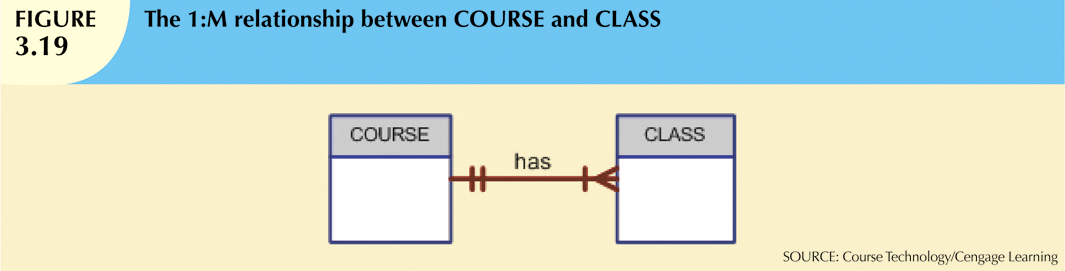 FIGURE
3.19
The 1:M relationship between COURSE and CLASS
COURSE
has
CLASS
SOURCE: Course Technology/Cengage Learning